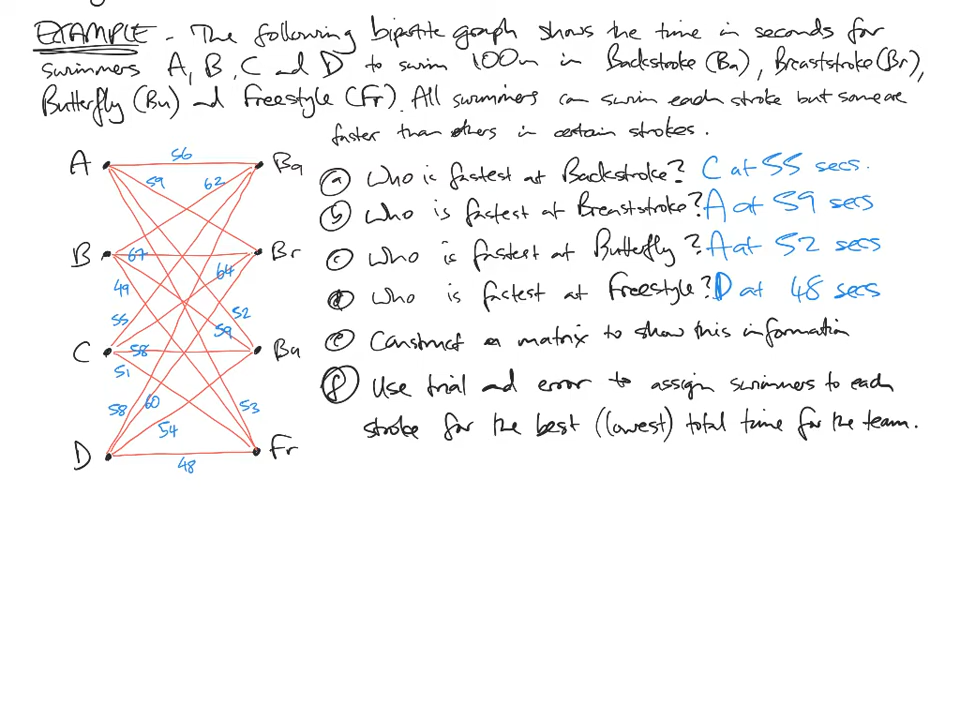 EXAMPLE - The following bipartite graph shows the time in seconds for
swimmers A, B, C and D to swim 100m in Backstroke (Ba), Breaststroke (Br),
Butterfly (Bu) and Freestyle (Fr). All swimmers can swim each stroke but some are
faster than others in certain strokes.
A 56 Ba
59 62
(a) Who is fastest at Backstroke? C at 55 secs.
(b) Who is fastest at Breaststroke? A at 59 secs
B 67 Br
64
(c) Who is fastest at Butterfly? A at 52 secs
49
(d) Who is fastest at Freestyle? D at 48 secs
55 59 52
(e) Construct a matrix to show this information
C 58 Bu
51
(f) Use trial and error to assign swimmers to each
stroke for the best (lowest) total time for the team.
58 60 53
54
D 48 Fr